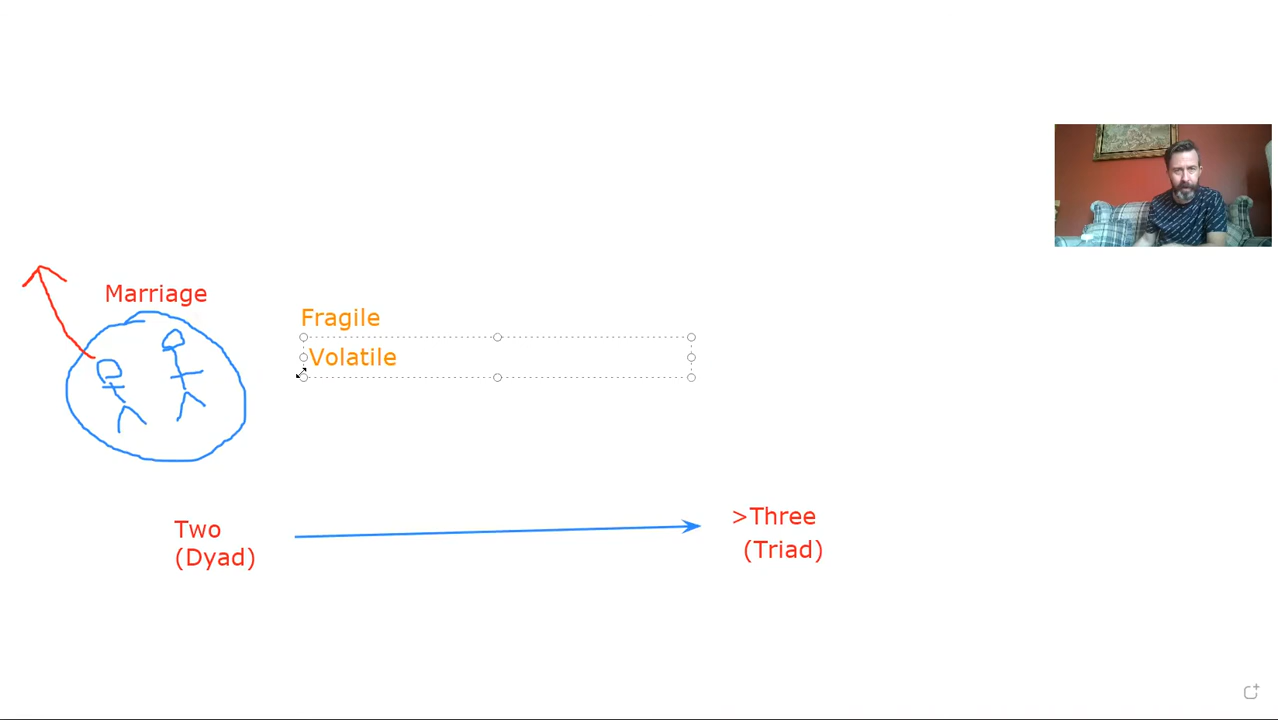 Marriage
Fragile
Volatile
Two
(Dyad)
>Three
(Triad)